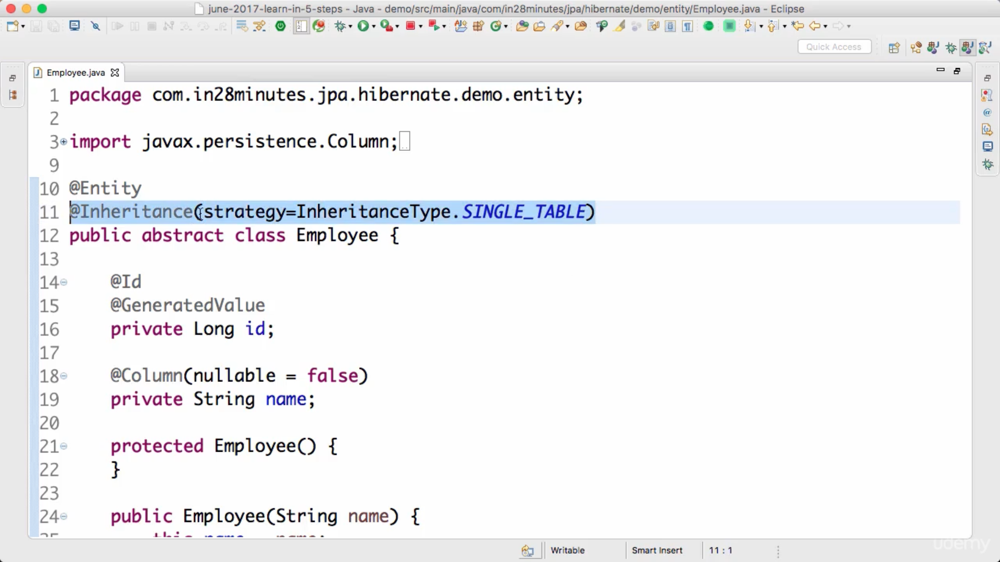 june-2017-learn-in-5-steps - Java - demo/src/main/java/com/in28minutes/jpa/hibernate/demo/entity/Employee.java - Eclipse
Quick Access
Employee.java
1 package com.in28minutes.jpa.hibernate.demo.entity;
2
3 import javax.persistence.Column;
9
10 @Entity
11 @Inheritance(strategy=InheritanceType.SINGLE_TABLE)
12 public abstract class Employee {
13
14 @Id
15 @GeneratedValue
16 private Long id;
17
18 @Column(nullable = false)
19 private String name;
20
21 protected Employee() {
22 }
23
24 public Employee(String name) {
25 this.name = name;
Writable Smart Insert 11 : 1
udemy